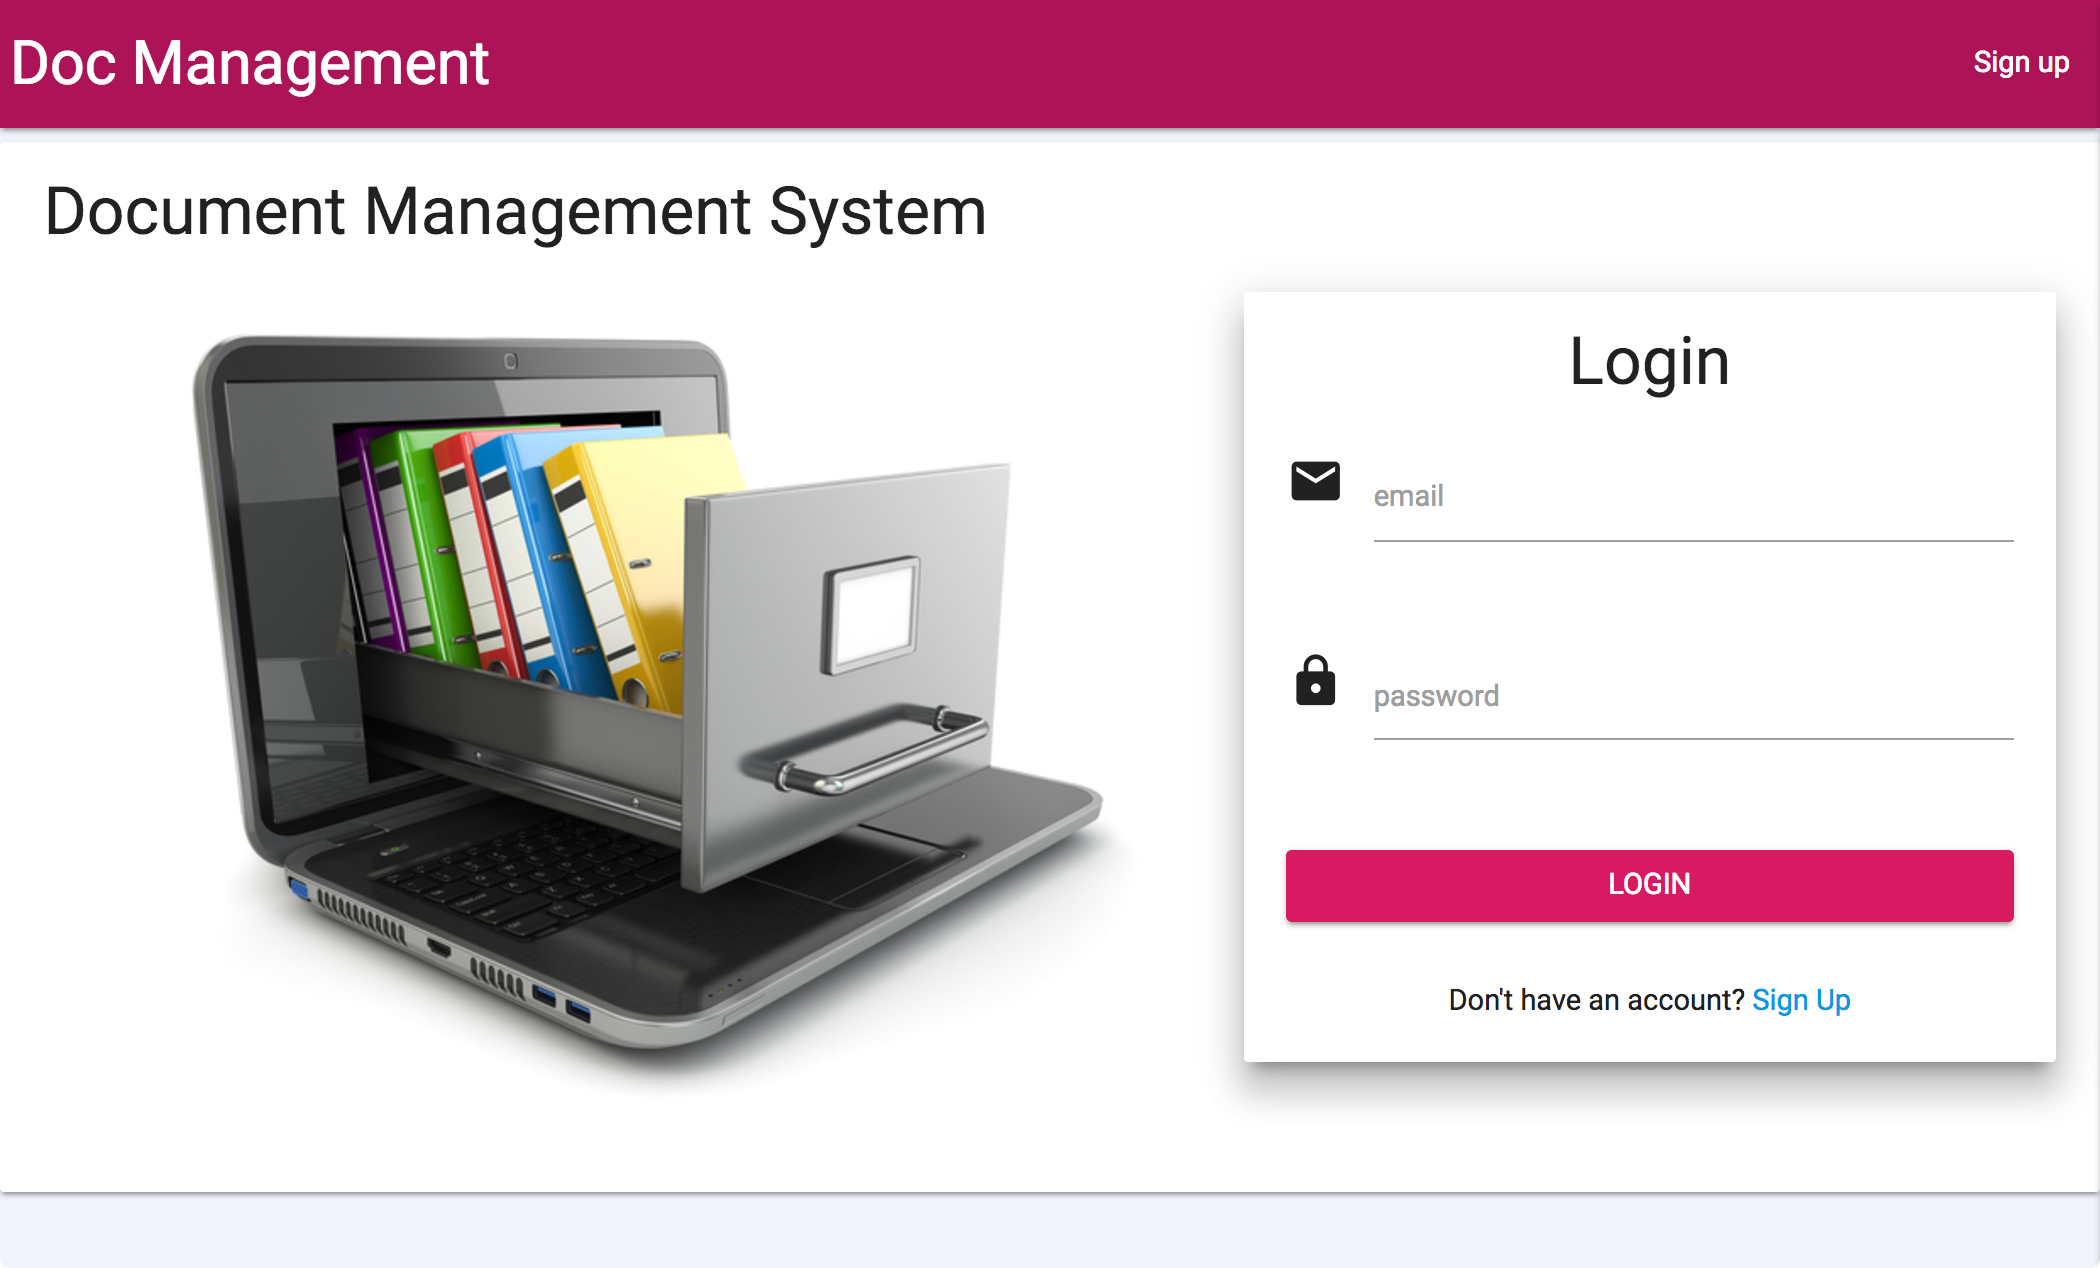 Doc Management
Sign up
Document Management System
Login
email
password
LOGIN
Don't have an account? Sign Up